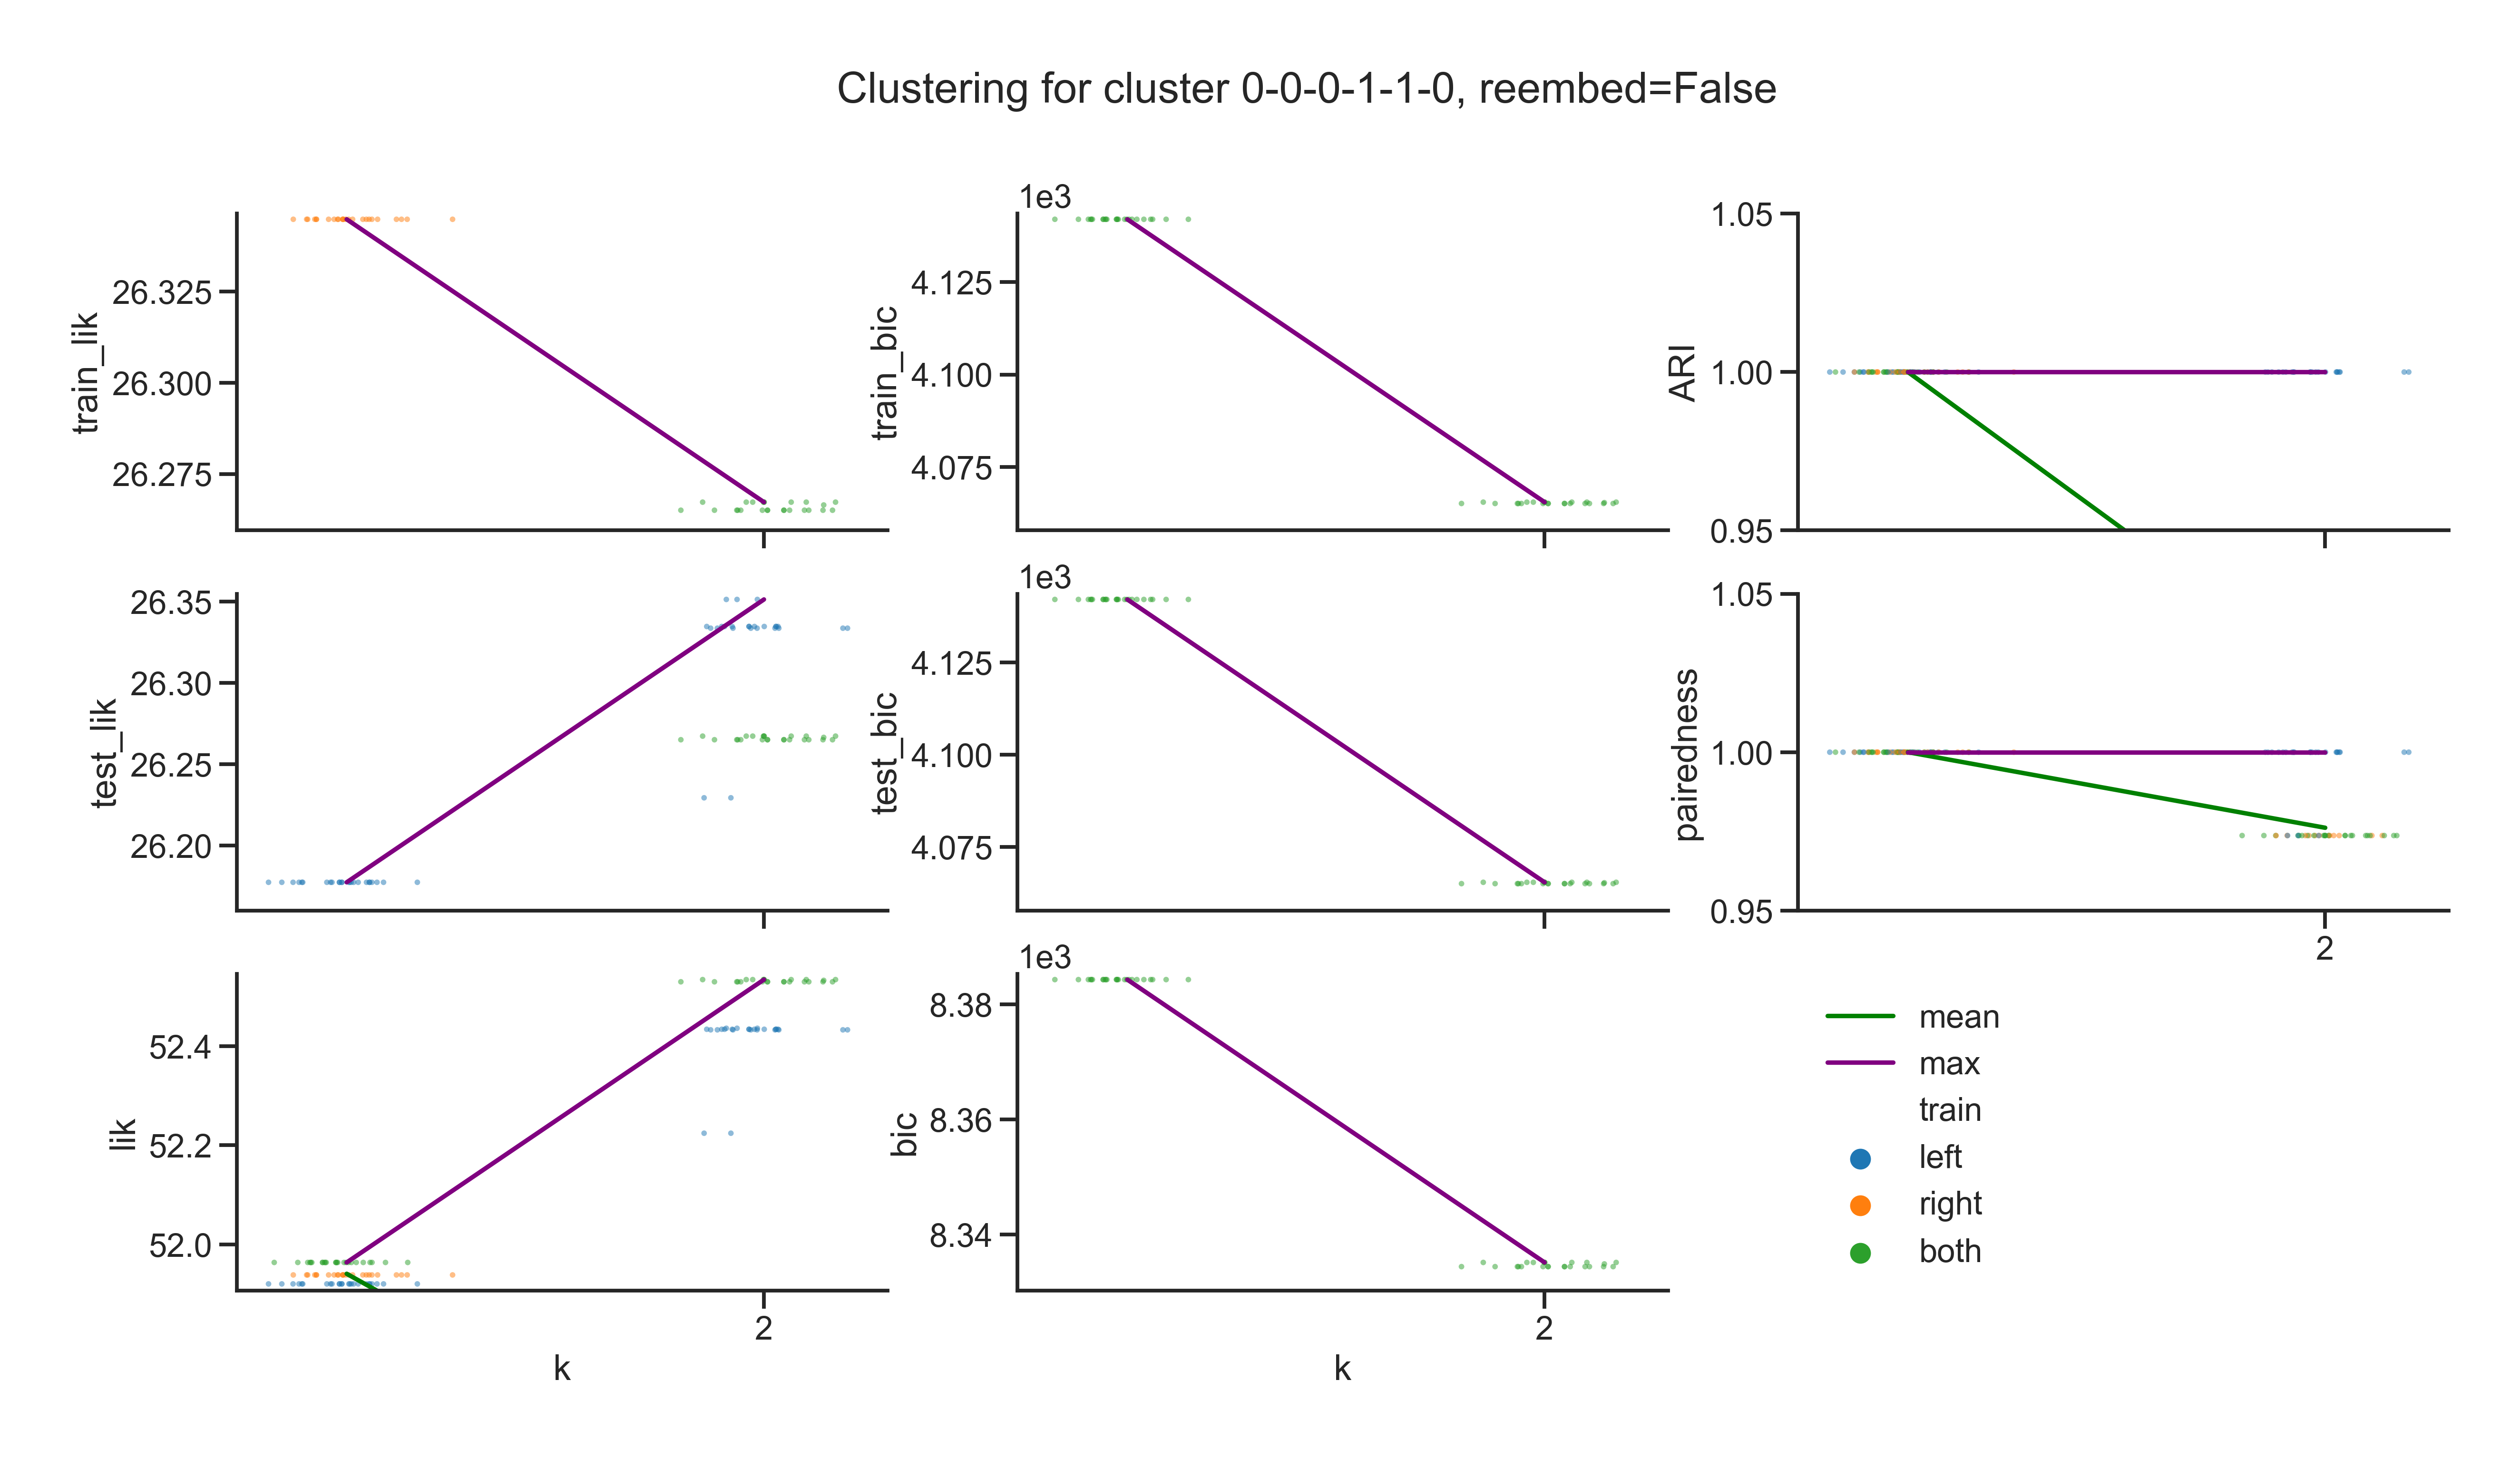 Clustering for cluster 0-0-0-1-1-0, reembed=False
train_lik
26.325
26.300
26.275
1e3
train_bic
4.125
4.100
4.075
ARI
1.05
1.00
0.95
test_lik
26.35
26.30
26.25
26.20
1e3
test_bic
4.125
4.100
4.075
pairedness
1.05
1.00
0.95
2
lik
52.4
52.2
52.0
2
k
1e3
bic
8.38
8.36
8.34
2
k
mean
max
train
left
right
both